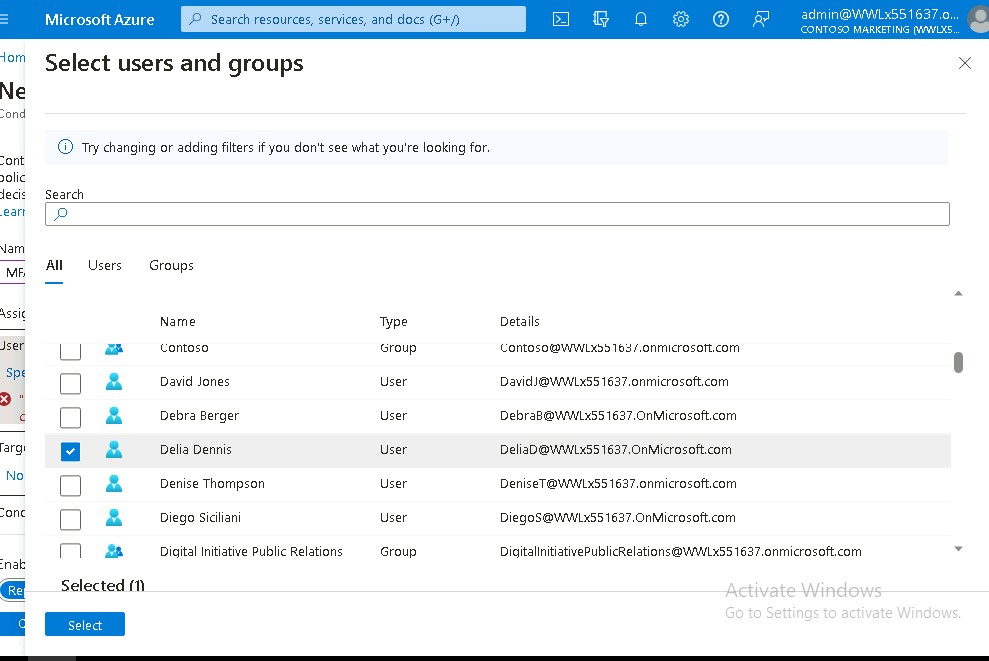 Microsoft Azure
Search resources, services, and docs (G+/)
admin@WWLx551637.o...
CONTOSO MARKETING (WWLX5...
Hom
Select users and groups
Ne
Cond
Try changing or adding filters if you don't see what you're looking for.
Cont
polic
decis
Search
Learn
Nam
All Users Groups
MFA
Assig
Name Type Details
User
Contoso Group Contoso@WWLx551637.onmicrosoft.com
Spe
David Jones User DavidJ@WWLx551637.onmicrosoft.com
"
Debra Berger User DebraB@WWLx551637.OnMicrosoft.com
Targe
Delia Dennis User DeliaD@WWLx551637.OnMicrosoft.com
No
Denise Thompson User DeniseT@WWLx551637.onmicrosoft.com
Cond
Diego Siciliani User DiegoS@WWLx551637.OnMicrosoft.com
Digital Initiative Public Relations Group DigitalInitiativePublicRelations@WWLx551637.onmicrosoft.com
Enab
Selected (1)
Rep
Activate Windows
Go to Settings to activate Windows.
Select